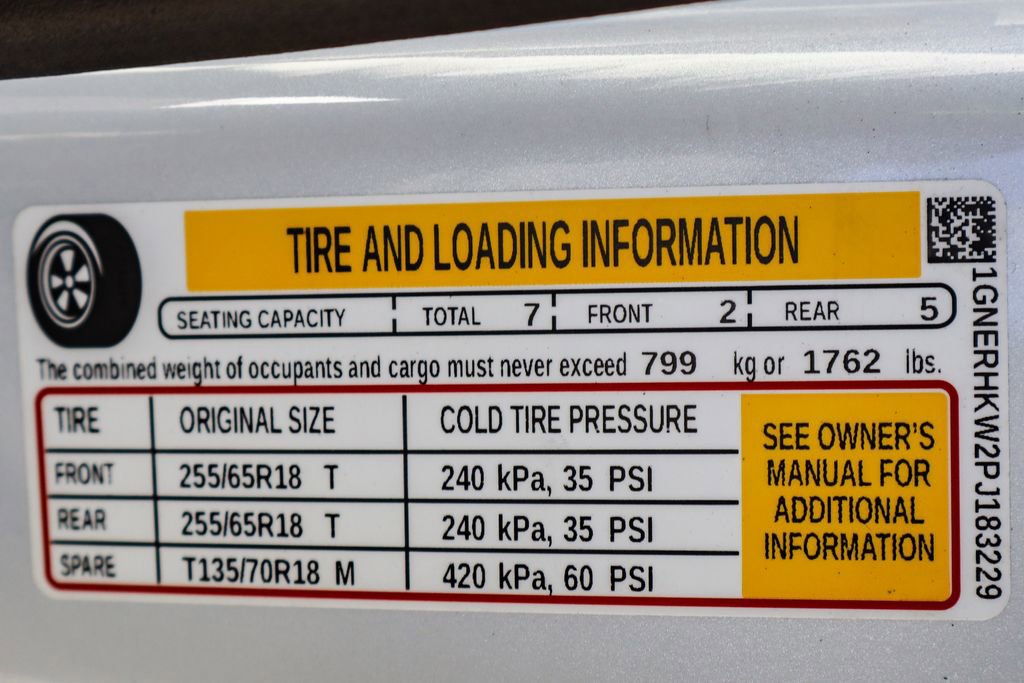 TIRE AND LOADING INFORMATION
SEATING CAPACITY TOTAL 7 FRONT 2 REAR 5
The combined weight of occupants and cargo must never exceed 799 kg or 1762 lbs.
TIRE ORIGINAL SIZE COLD TIRE PRESSURE
FRONT 255/65R18 T 240 kPa, 35 PSI
REAR 255/65R18 T 240 kPa, 35 PSI
SPARE T135/70R18 M 420 kPa, 60 PSI
SEE OWNER'S
MANUAL FOR
ADDITIONAL
INFORMATION
1GNERHKW2PJ183229